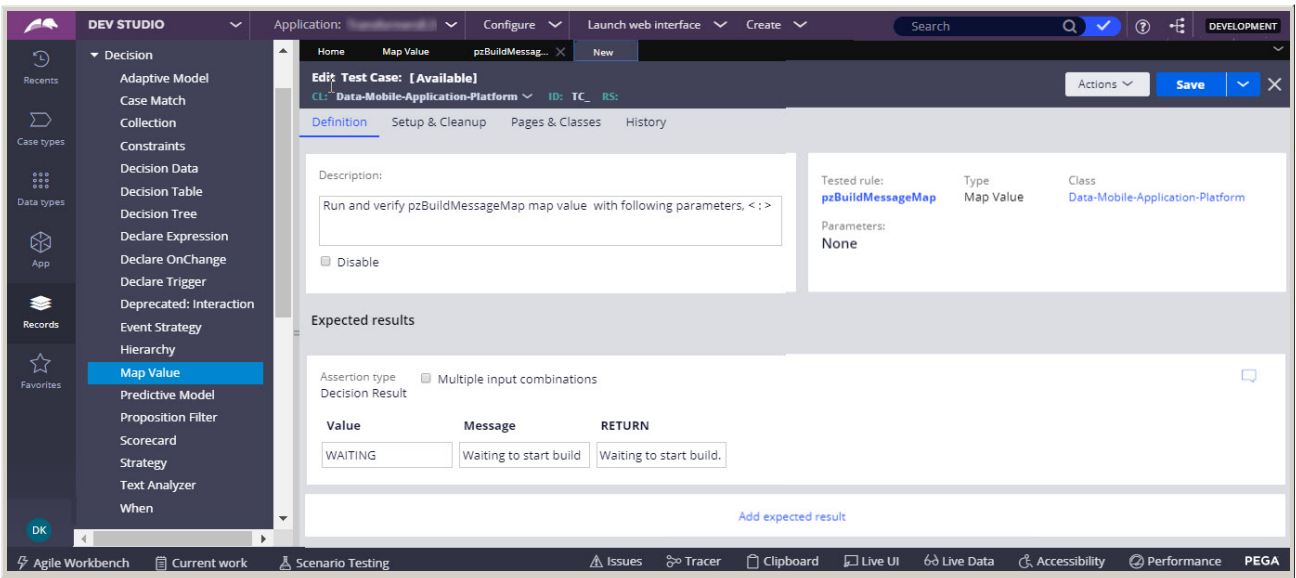 DEV STUDIO
Application:
Configure
Launch web interface
Create
Search
DEVELOPMENT
Recents
Case types
Data types
App
Records
Favorites
DK
Decision
Adaptive Model
Case Match
Collection
Constraints
Decision Data
Decision Table
Decision Tree
Declare Expression
Declare OnChange
Declare Trigger
Deprecated: Interaction
Event Strategy
Hierarchy
Map Value
Predictive Model
Proposition Filter
Scorecard
Strategy
Text Analyzer
When
Home
Map Value
pzBuildMessag...
New
Edit Test Case: [Available]
CL: Data-Mobile-Application-Platform ID: TC_ RS:
Actions
Save
Definition
Setup & Cleanup
Pages & Classes
History
Description:
Run and verify pzBuildMessageMap map value with following parameters, < : >
Disable
Tested rule:
pzBuildMessageMap
Type
Map Value
Class
Data-Mobile-Application-Platform
Parameters:
None
Expected results
Assertion type
Decision Result
Multiple input combinations
Value Message RETURN
WAITING Waiting to start build Waiting to start build.
Add expected result
Agile Workbench
Current work
Scenario Testing
Issues
Tracer
Clipboard
Live UI
Live Data
Accessibility
Performance
PEGA